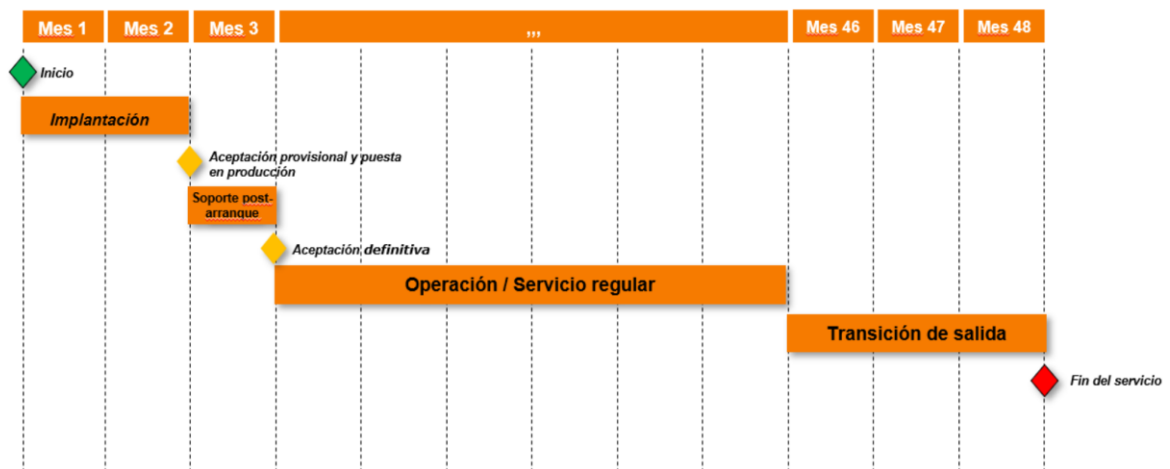 Mes 1 Mes 2 Mes 3 ,,, Mes 46 Mes 47 Mes 48
Inicio
Implantación
Aceptación provisional y puesta
en producción
Soporte post-
arranque
Aceptación definitiva
Operación / Servicio regular
Transición de salida
Fin del servicio